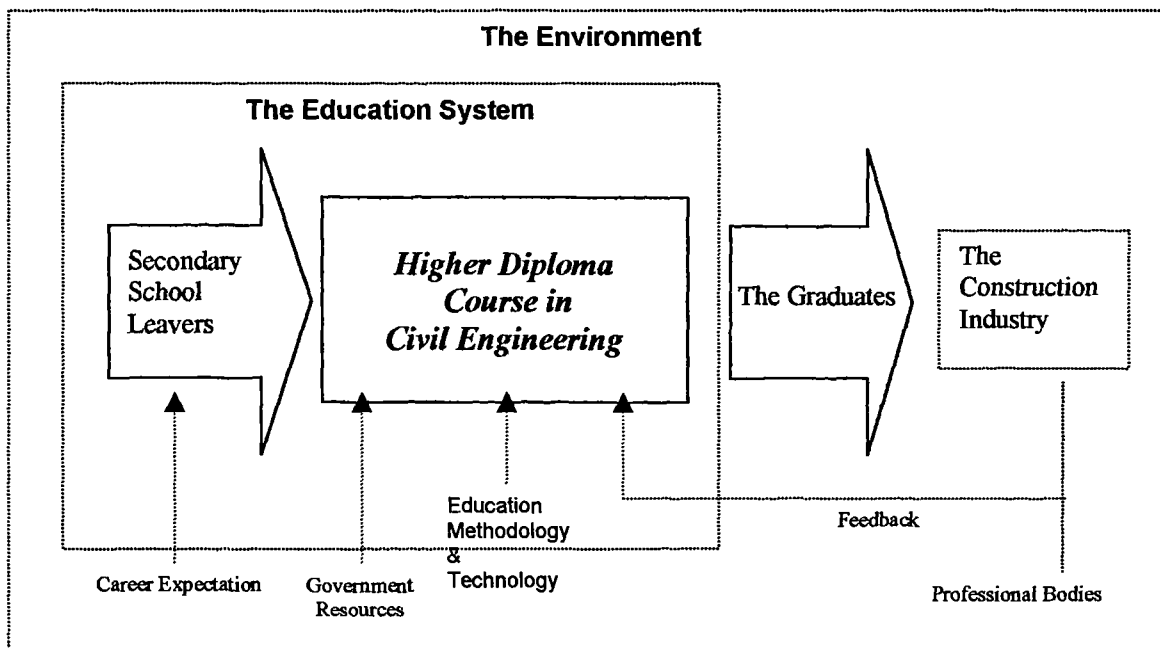 The Environment
The Education System
Secondary
School
Leavers
Higher Diploma
Course in
Civil Engineering
The Graduates
The
Construction
Industry
Education
Methodology
&
Technology
Feedback
Career Expectation
Government
Resources
Professional Bodies